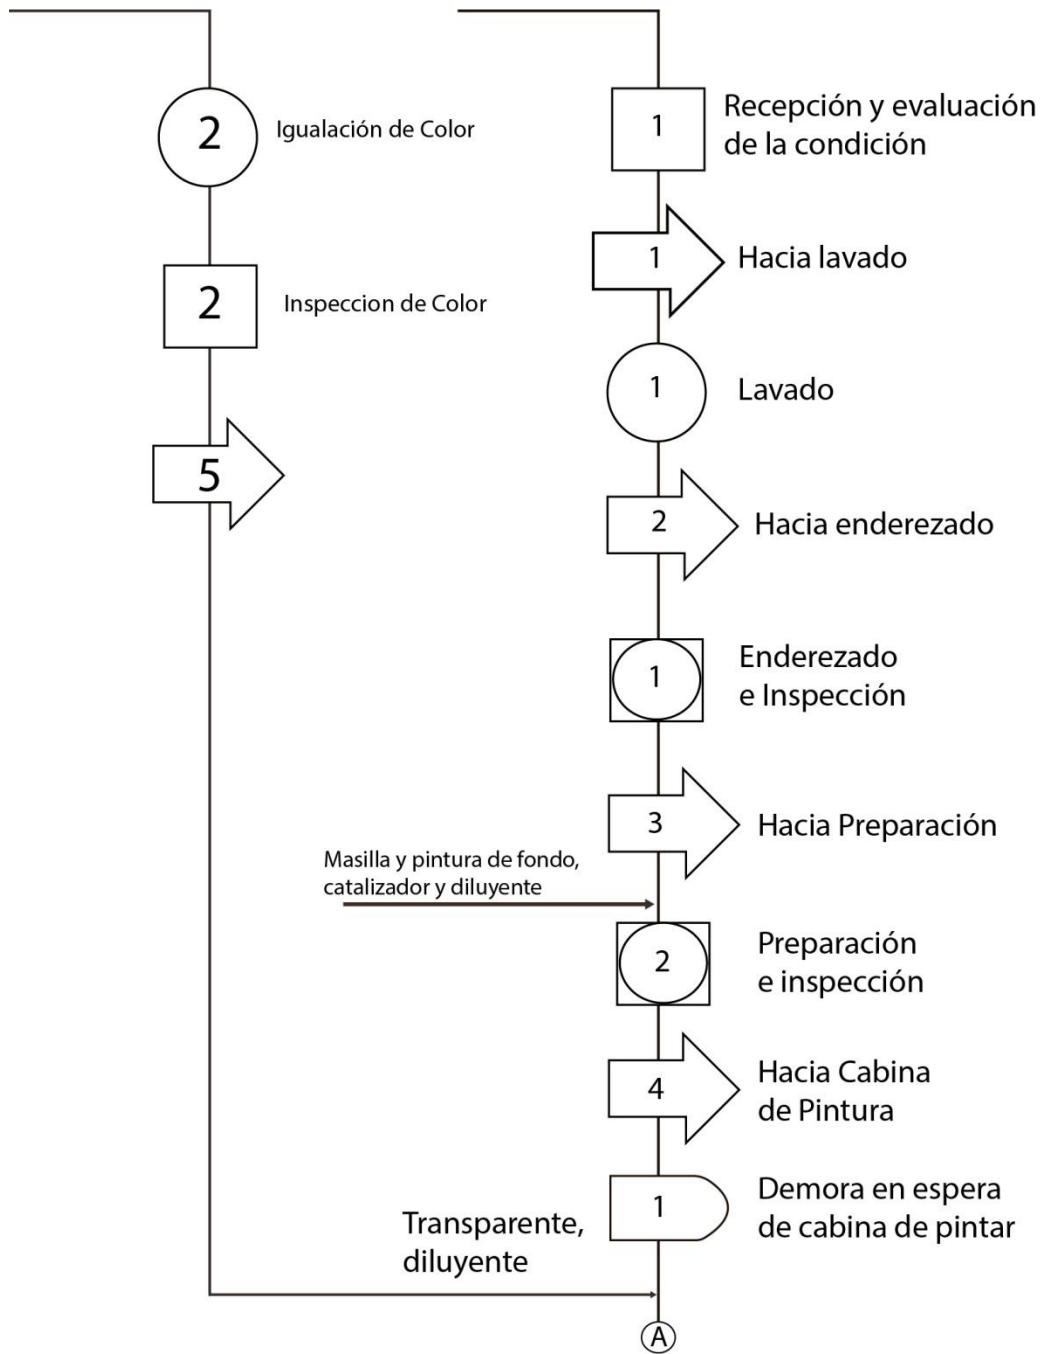 2
Igualación de Color
2
Inspeccion de Color
5
1
Recepción y evaluación
de la condición
1
Hacia lavado
1
Lavado
2
Hacia enderezado
1
Enderezado
e Inspección
3
Hacia Preparación
Masilla y pintura de fondo,
catalizador y diluyente
2
Preparación
e inspección
4
Hacia Cabina
de Pintura
1
Demora en espera
de cabina de pintar
Transparente,
diluyente
A